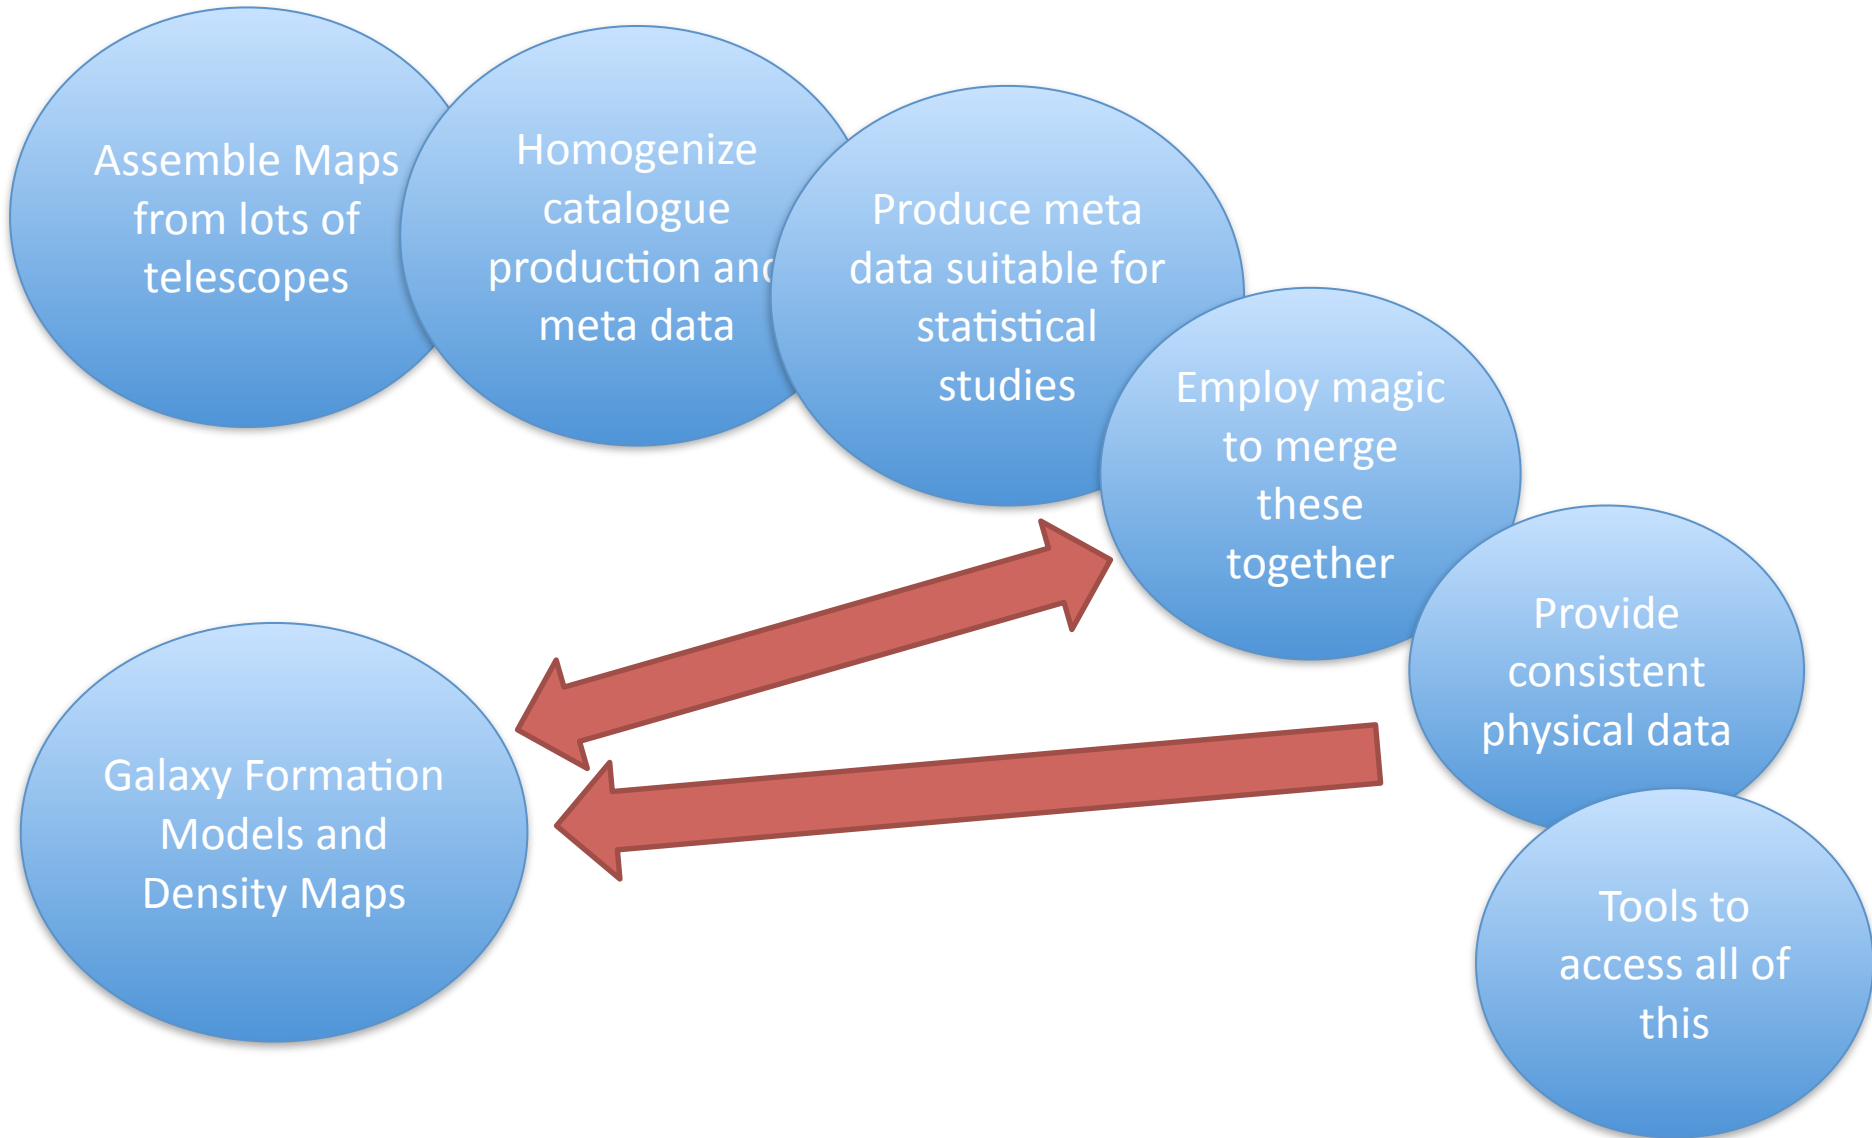 Assemble Maps
from lots of
telescopes
Homogenize
catalogue
production and
meta data
Produce meta
data suitable for
statistical
studies
Employ magic
to merge
these
together
Provide
consistent
physical data
Galaxy Formation
Models and
Density Maps
Tools to
access all of
this